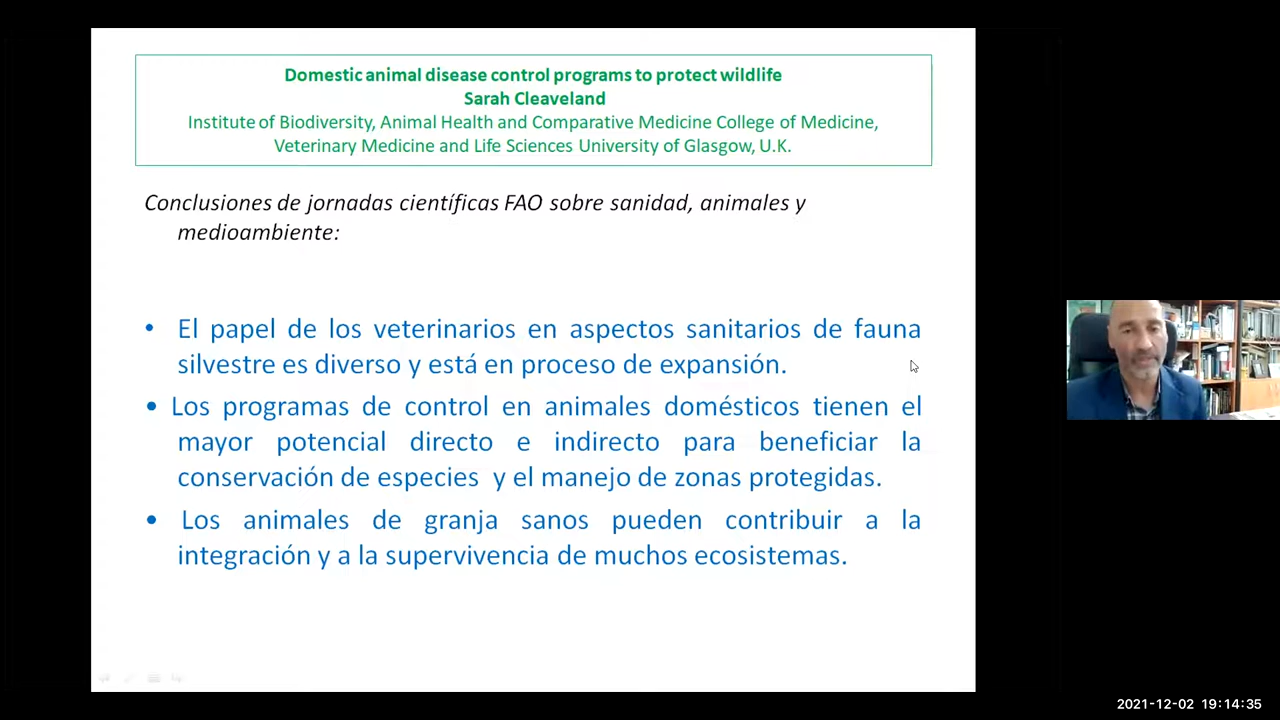 Domestic animal disease control programs to protect wildlife
Sarah Cleaveland
Institute of Biodiversity, Animal Health and Comparative Medicine College of Medicine,
Veterinary Medicine and Life Sciences University of Glasgow, U.K.
Conclusiones de jornadas científicas FAO sobre sanidad, animales y
medioambiente:
• El papel de los veterinarios en aspectos sanitarios de fauna
silvestre es diverso y está en proceso de expansión.
• Los programas de control en animales domésticos tienen el
mayor potencial directo e indirecto para beneficiar la
conservación de especies y el manejo de zonas protegidas.
• Los animales de granja sanos pueden contribuir a la
integración y a la supervivencia de muchos ecosistemas.
2021-12-02 19:14:35